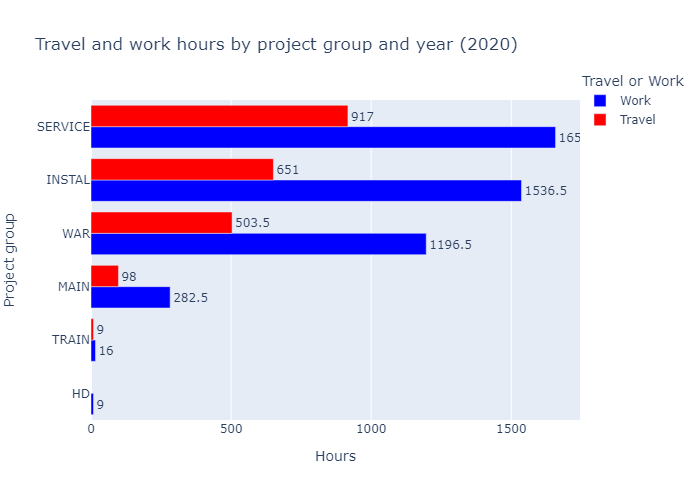 Travel and work hours by project group and year (2020)
Travel or Work
Work
Travel
Project group
SERVICE
917
INSTAL
651
1536.5
WAR
503.5
1196.5
MAIN
98
282.5
TRAIN
9
16
HD
9
0
500
1000
1500
Hours